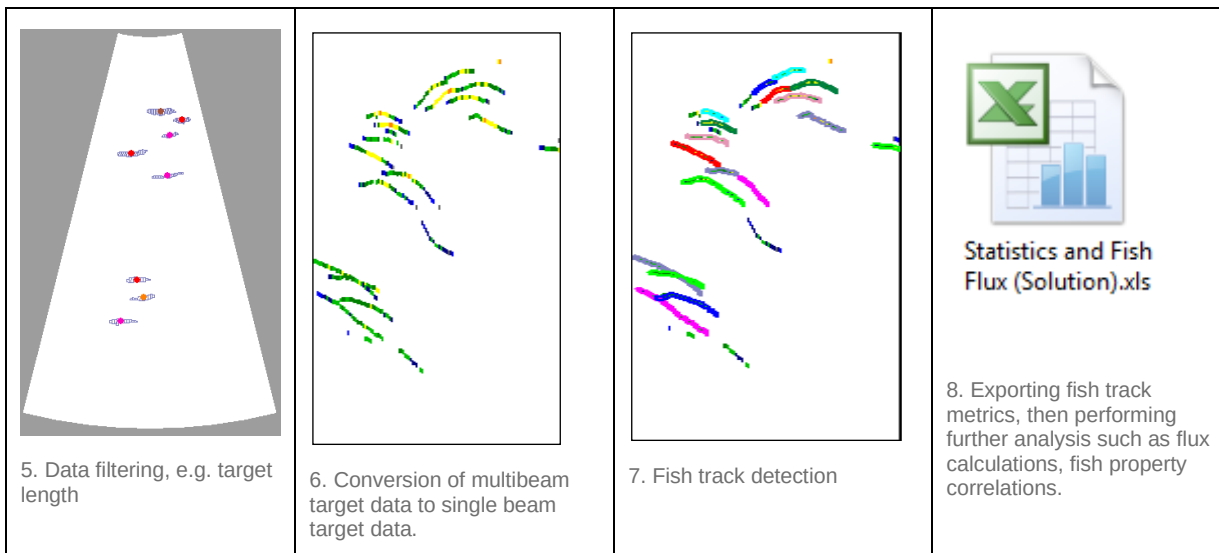 5. Data filtering, e.g. target
length
6. Conversion of multibeam
target data to single beam
target data.
7. Fish track detection
Statistics and Fish
Flux (Solution).xls
8. Exporting fish track
metrics, then performing
further analysis such as flux
calculations, fish property
correlations.